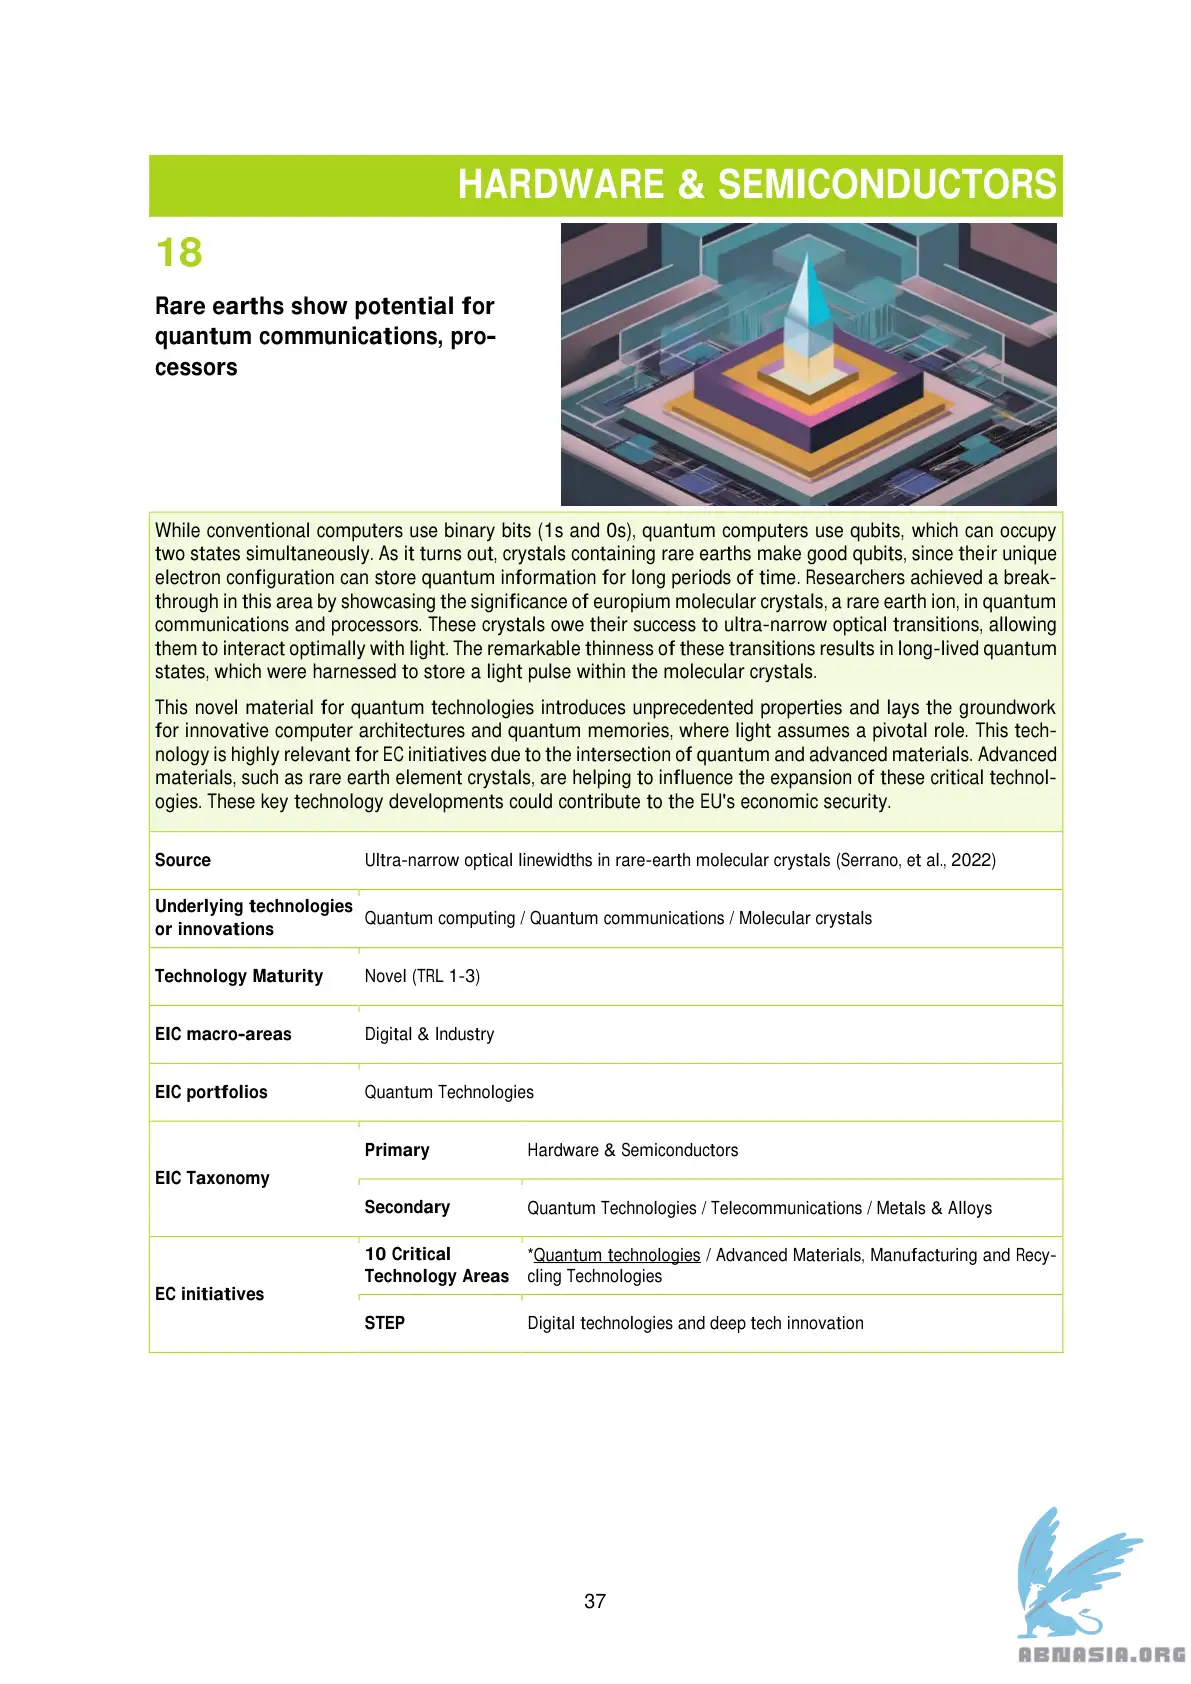 HARDWARE & SEMICONDUCTORS
18
Rare earths show potential for
quantum communications, pro-
cessors
While conventional computers use binary bits (1s and 0s), quantum computers use qubits, which can occupy
two states simultaneously. As it turns out, crystals containing rare earths make good qubits, since their unique
electron configuration can store quantum information for long periods of time. Researchers achieved a break-
through in this area by showcasing the significance of europium molecular crystals, a rare earth ion, in quantum
communications and processors. These crystals owe their success to ultra-narrow optical transitions, allowing
them to interact optimally with light. The remarkable thinness of these transitions results in long-lived quantum
states, which were harnessed to store a light pulse within the molecular crystals.
This novel material for quantum technologies introduces unprecedented properties and lays the groundwork
for innovative computer architectures and quantum memories, where light assumes a pivotal role. This tech-
nology is highly relevant for EC initiatives due to the intersection of quantum and advanced materials. Advanced
materials, such as rare earth element crystals, are helping to influence the expansion of these critical technol-
ogies. These key technology developments could contribute to the EU's economic security.
Source Ultra-narrow optical linewidths in rare-earth molecular crystals (Serrano, et al., 2022)
Underlying technologies
or innovations
Quantum computing / Quantum communications / Molecular crystals
Technology Maturity Novel (TRL 1-3)
EIC macro-areas Digital & Industry
EIC portfolios Quantum Technologies
EIC Taxonomy
Primary Hardware & Semiconductors
Secondary Quantum Technologies / Telecommunications / Metals & Alloys
EC initiatives
10 Critical
Technology Areas
*Quantum technologies / Advanced Materials, Manufacturing and Recy-
cling Technologies
STEP Digital technologies and deep tech innovation
37
ABNASIA.ORG